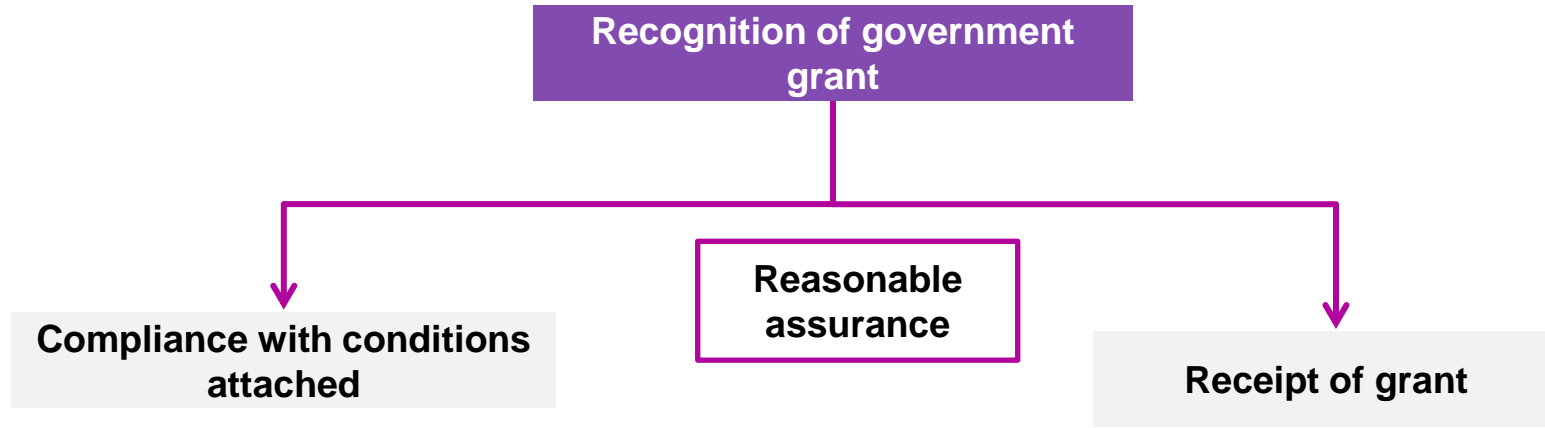 Recognition of government
grant
Reasonable
assurance
Compliance with conditions
attached
Receipt of grant